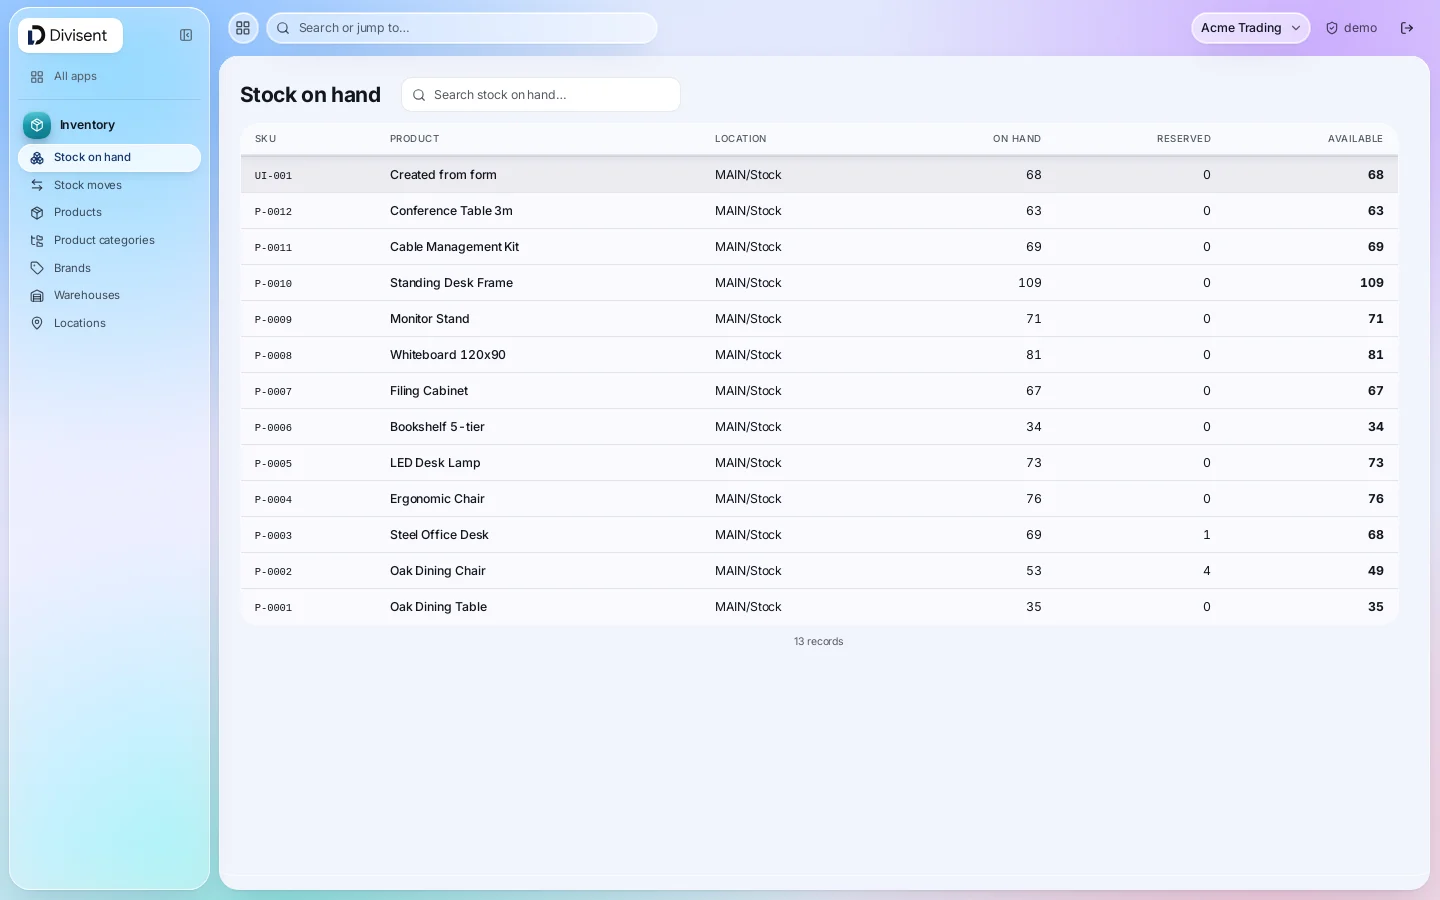 Divisent
Search or jump to...
Acme Trading
demo
All apps
Inventory
Stock on hand
Stock moves
Products
Product categories
Brands
Warehouses
Locations
Stock on hand
Search stock on hand...
SKU PRODUCT LOCATION ON HAND RESERVED AVAILABLE
UI-001 Created from form MAIN/Stock 68 0 68
P-0012 Conference Table 3m MAIN/Stock 63 0 63
P-0011 Cable Management Kit MAIN/Stock 69 0 69
P-0010 Standing Desk Frame MAIN/Stock 109 0 109
P-0009 Monitor Stand MAIN/Stock 71 0 71
P-0008 Whiteboard 120x90 MAIN/Stock 81 0 81
P-0007 Filing Cabinet MAIN/Stock 67 0 67
P-0006 Bookshelf 5-tier MAIN/Stock 34 0 34
P-0005 LED Desk Lamp MAIN/Stock 73 0 73
P-0004 Ergonomic Chair MAIN/Stock 76 0 76
P-0003 Steel Office Desk MAIN/Stock 69 1 68
P-0002 Oak Dining Chair MAIN/Stock 53 4 49
P-0001 Oak Dining Table MAIN/Stock 35 0 35
13 records